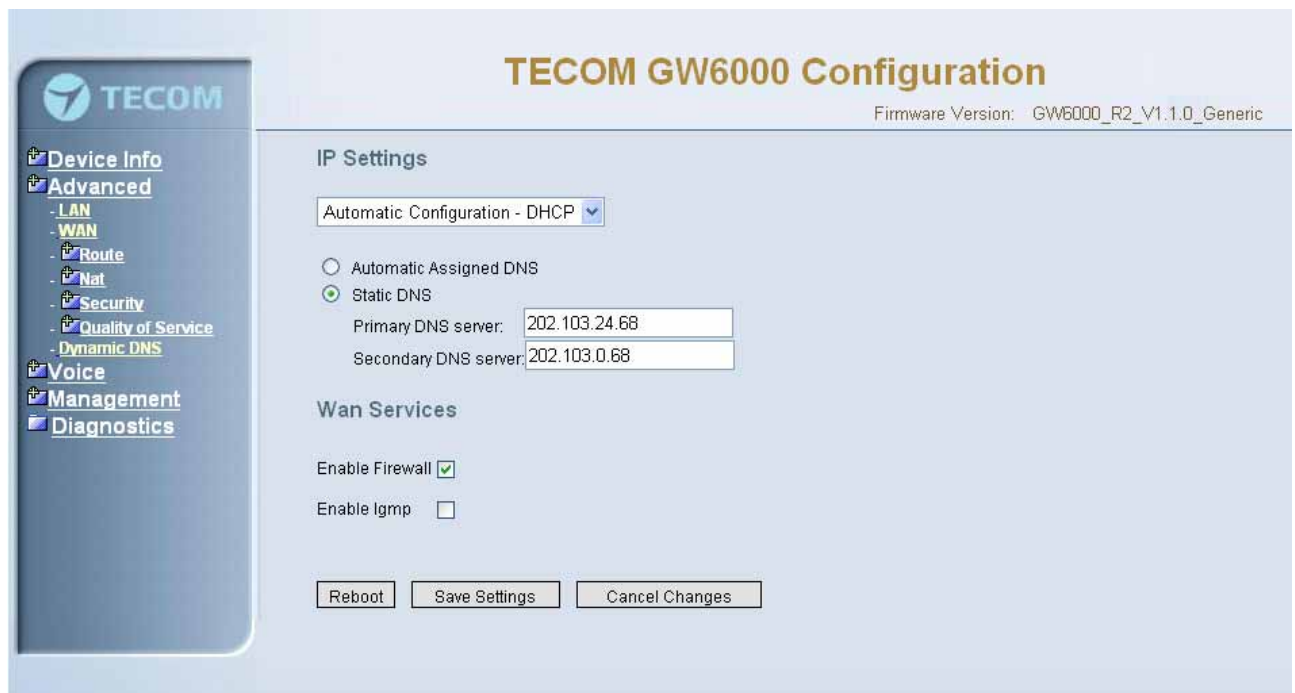 TECOM
TECOM GW6000 Configuration
Firmware Version: GW6000_R2_V1.1.0_Generic
Device Info
Advanced
- LAN
- WAN
- Route
- Nat
- Security
- Quality of Service
- Dynamic DNS
Voice
Management
Diagnostics
IP Settings
Automatic Configuration - DHCP
Automatic Assigned DNS
Static DNS
Primary DNS server: 202.103.24.68
Secondary DNS server: 202.103.0.68
Wan Services
Enable Firewall
Enable Igmp
Reboot Save Settings Cancel Changes